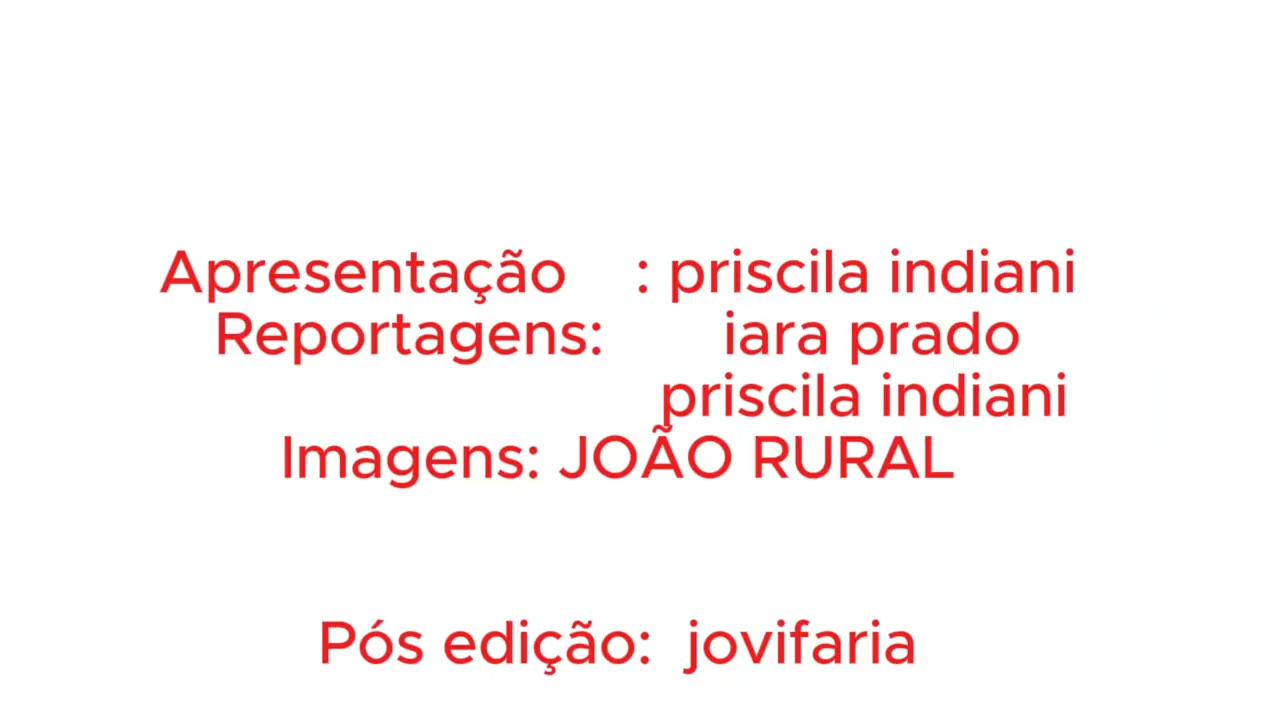 Apresentação : priscila indiani
Reportagens: iara prado
priscila indiani
Imagens: JOÃO RURAL
Pós edição: jovifaria